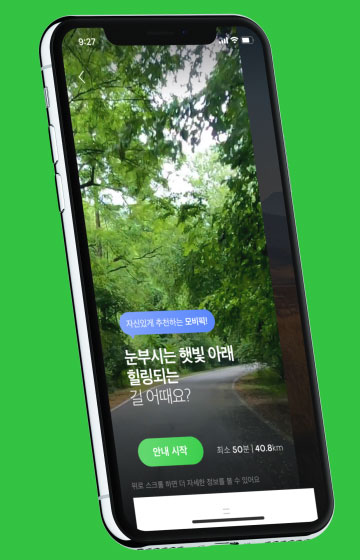 9:27
자신있게 추천하는 모비픽!
눈부시는 햇빛 아래
힐링되는
길 어때요?
안내 시작
최소 50분 | 40.8km
위로 스크롤 하면 더 자세한 정보를 볼 수 있어요